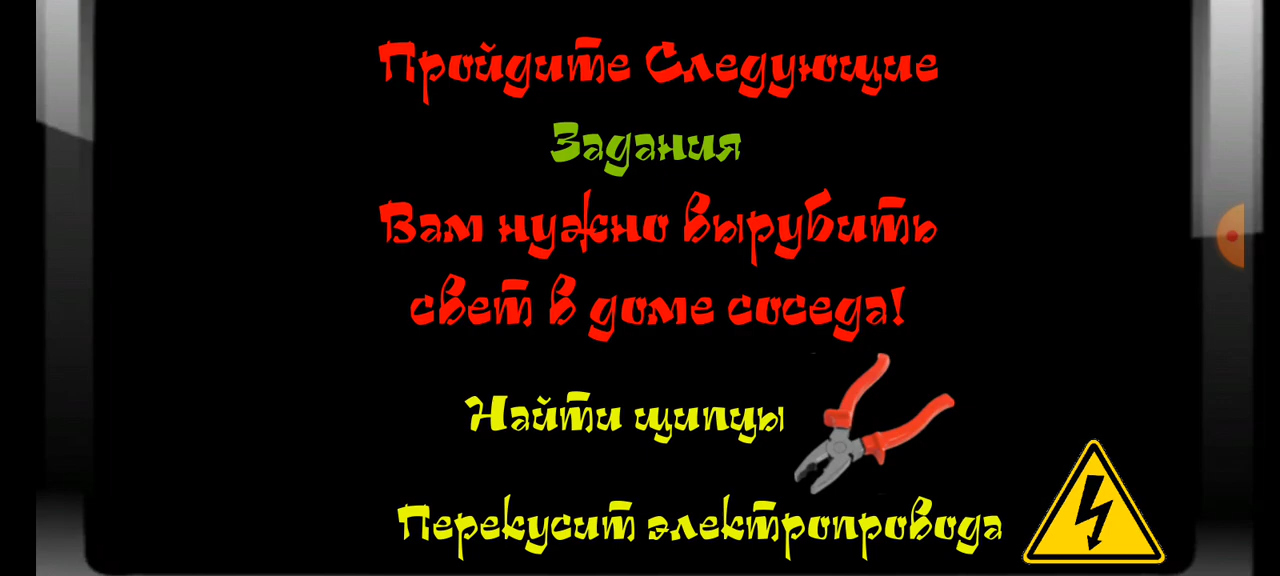 Пройдите Следующие
Задания
Вам нужно вырубить
свет в доме соседа!
Найти щипцы
Перекусит электропровода